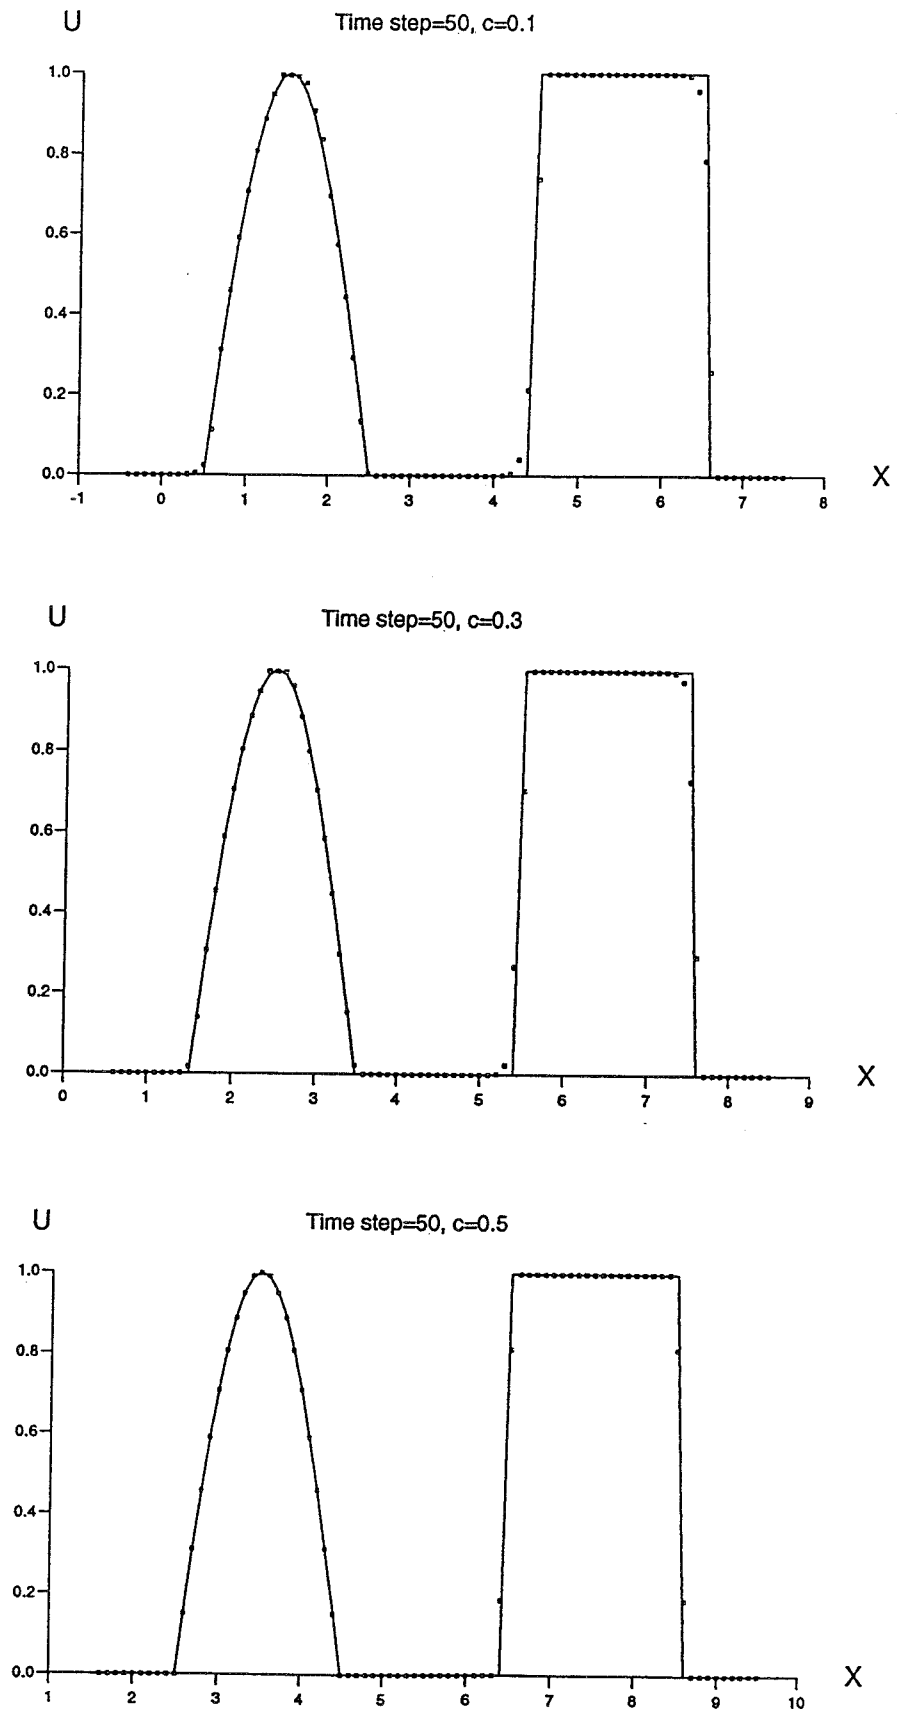 U
Time step=50, c=0.1
1.0
0.8
0.6
0.4
0.2
0.0
-1 0 1 2 3 4 5 6 7 8
X
U
Time step=50, c=0.3
1.0
0.8
0.6
0.4
0.2
0.0
0 1 2 3 4 5 6 7 8 9
X
U
Time step=50, c=0.5
1.0
0.8
0.6
0.4
0.2
0.0
1 2 3 4 5 6 7 8 9 10
X